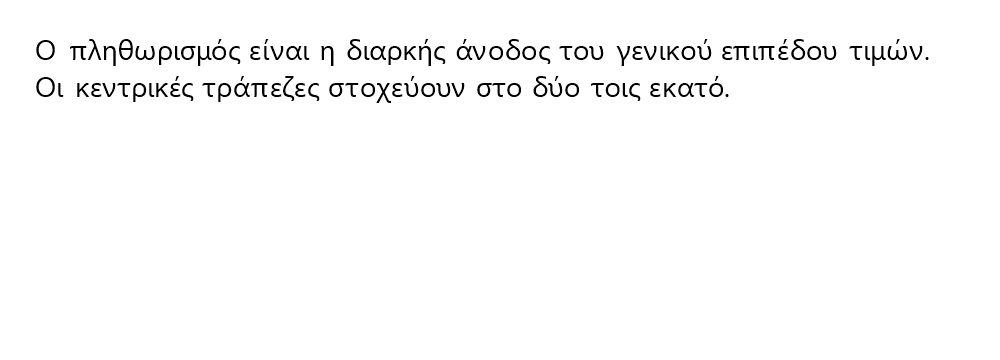 Ο πληθωρισμός είναι η διαρκής άνοδος του γενικού επιπέδου τιμών.
Οι κεντρικές τράπεζες στοχεύουν στο δύο τοις εκατό.